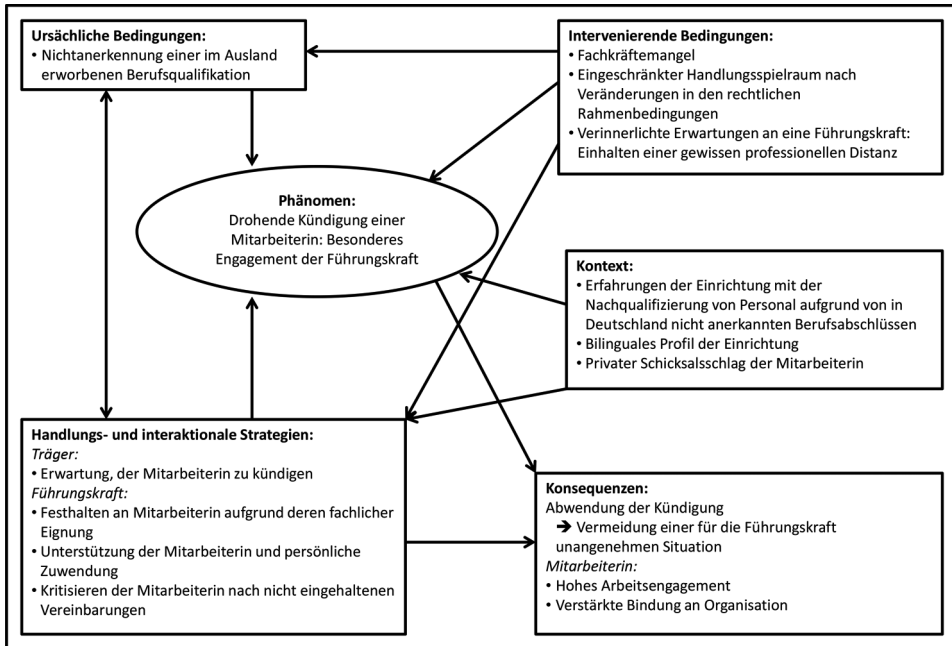 Ursächliche Bedingungen:
• Nichtanerkennung einer im Ausland
erworbenen Berufsqualifikation
Intervenierende Bedingungen:
• Fachkräftemangel
• Eingeschränkter Handlungsspielraum nach
Veränderungen in den rechtlichen
Rahmenbedingungen
• Verinnerlichte Erwartungen an eine Führungskraft:
Einhalten einer gewissen professionellen Distanz
Phänomen:
Drohende Kündigung einer
Mitarbeiterin: Besonderes
Engagement der Führungskraft
Kontext:
• Erfahrungen der Einrichtung mit der
Nachqualifizierung von Personal aufgrund von in
Deutschland nicht anerkannten Berufsabschlüssen
• Bilinguales Profil der Einrichtung
• Privater Schicksalsschlag der Mitarbeiterin
Handlungs- und interaktionale Strategien:
Träger:
• Erwartung, der Mitarbeiterin zu kündigen
Führungskraft:
• Festhalten an Mitarbeiterin aufgrund deren fachlicher
Eignung
• Unterstützung der Mitarbeiterin und persönliche
Zuwendung
• Kritisieren der Mitarbeiterin nach nicht eingehaltenen
Vereinbarungen
Konsequenzen:
Abwendung der Kündigung
➔ Vermeidung einer für die Führungskraft
unangenehmen Situation
Mitarbeiterin:
• Hohes Arbeitsengagement
• Verstärkte Bindung an Organisation